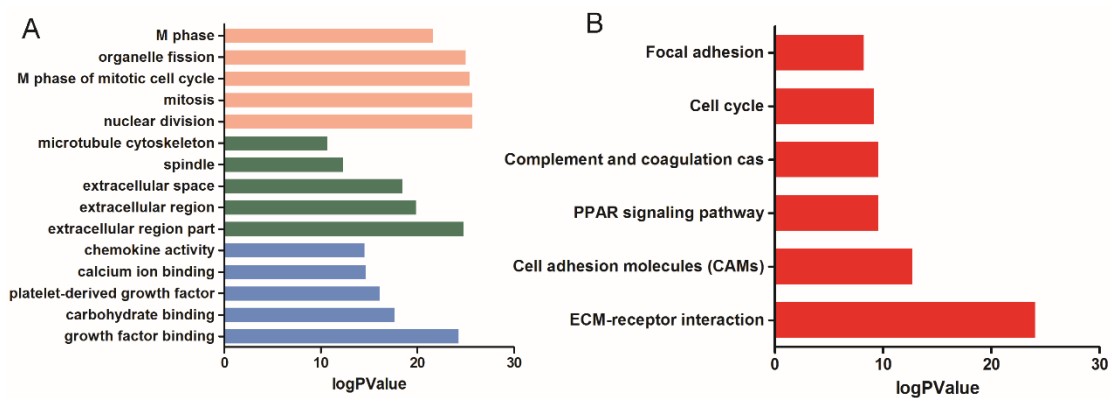 A
M phase
organelle fission
M phase of mitotic cell cycle
mitosis
nuclear division
microtubule cytoskeleton
spindle
extracellular space
extracellular region
extracellular region part
chemokine activity
calcium ion binding
platelet-derived growth factor
carbohydrate binding
growth factor binding
0 10 20 30
logPValue
B
Focal adhesion
Cell cycle
Complement and coagulation cas
PPAR signaling pathway
Cell adhesion molecules (CAMs)
ECM-receptor interaction
0 10 20 30
logPValue